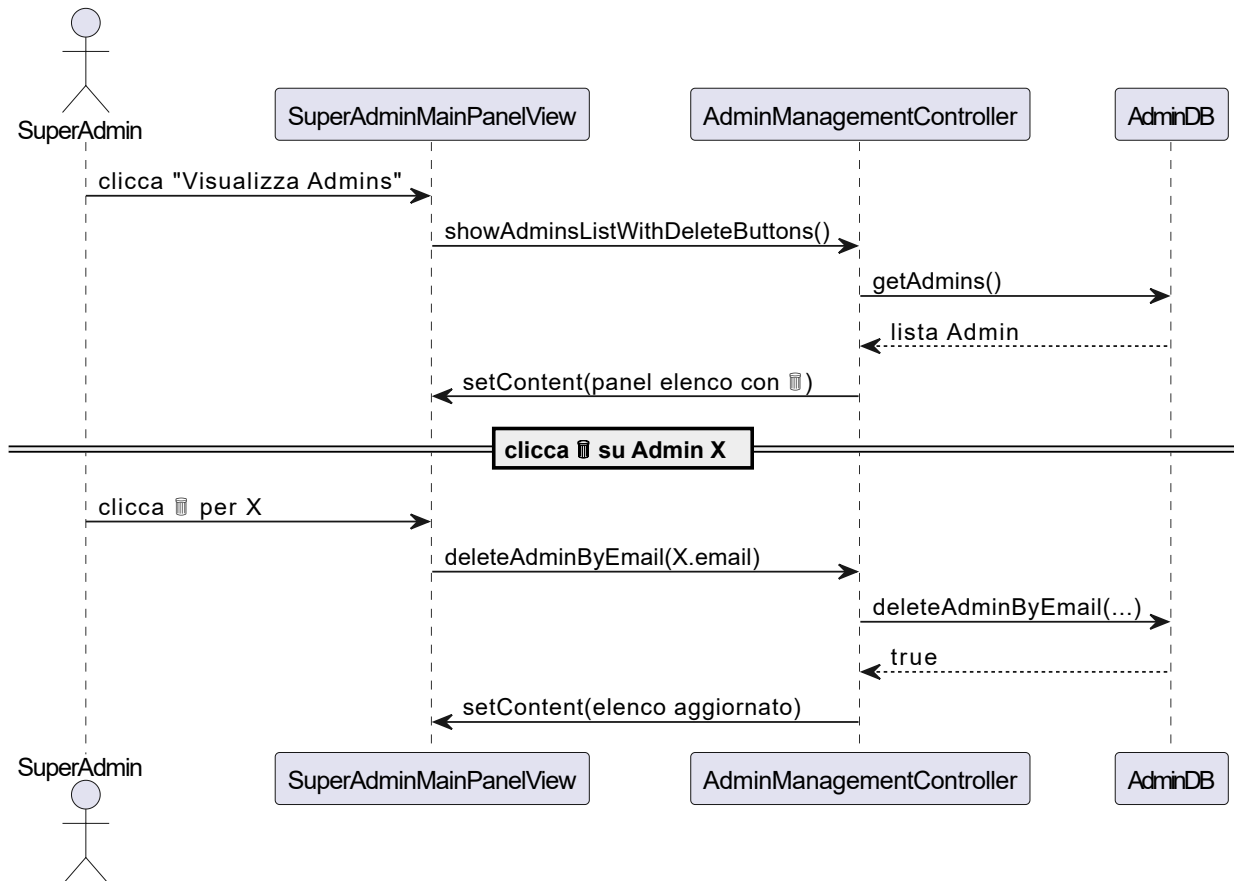 SuperAdmin
SuperAdminMainPanelView
AdminManagementController
AdminDB
clicca "Visualizza Admins"
showAdminsListWithDeleteButtons()
getAdmins()
lista Admin
setContent(panel elenco con 🗑)
clicca 🗑 su Admin X
clicca 🗑 per X
deleteAdminByEmail(X.email)
deleteAdminByEmail(...)
true
setContent(elenco aggiornato)
SuperAdmin
SuperAdminMainPanelView
AdminManagementController
AdminDB